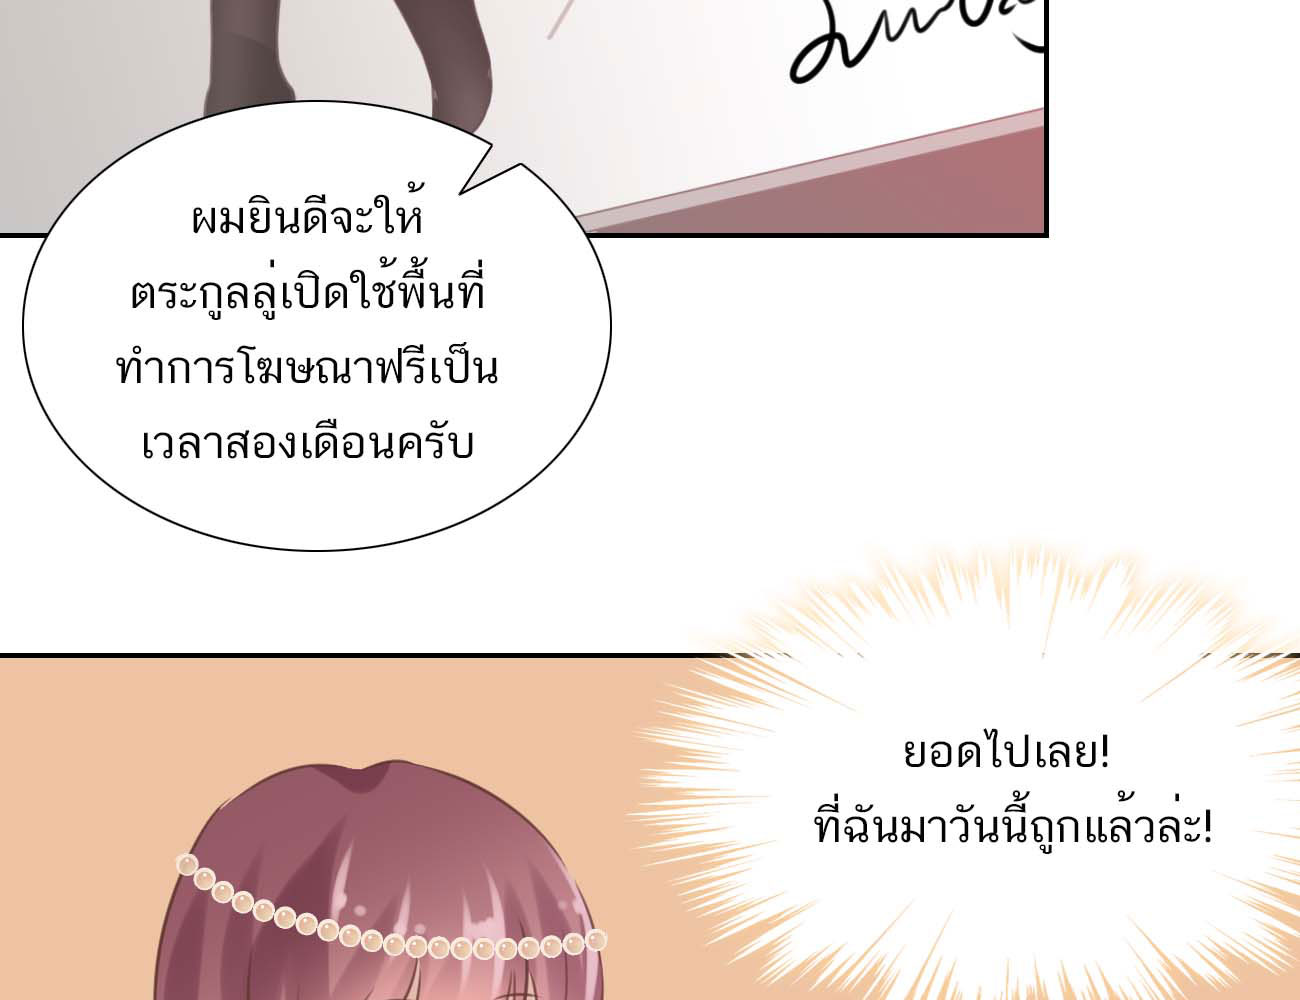 ผมยินดีจะให้
ตระกูลลู่เปิดใช้พื้นที่
ทำการโฆษณาฟรีเป็น
เวลาสองเดือนครับ
ยอดไปเลย!
ที่ฉันมาวันนี้ถูกแล้วล่ะ!